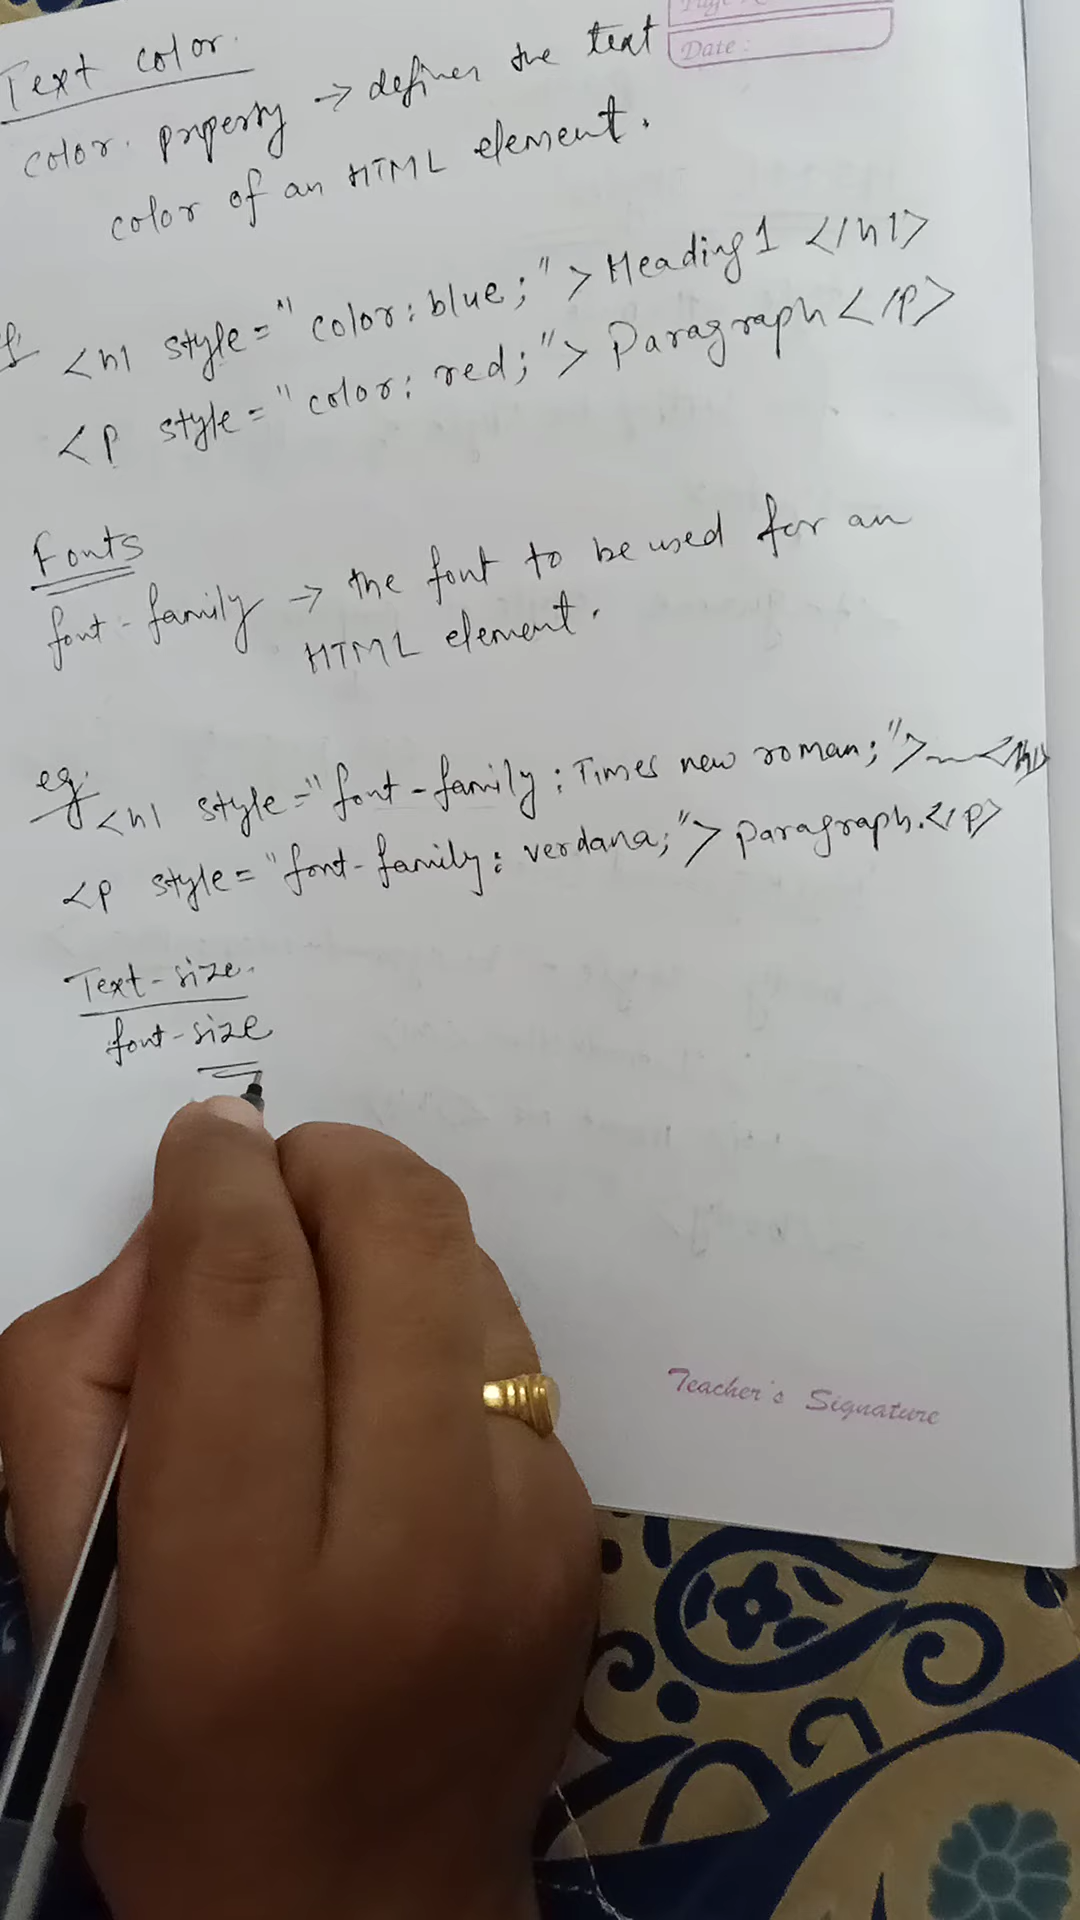 Date :
Text color.
color. property → defines the text
color of an HTML element.
<h1 style="color:blue;">Heading1 </h1>
<p style="color: red;">Paragraph</p>
Fonts
font-family → the font to be used for an
HTML element.
eg.
<h1 style="font-family: Times new roman;">
<p style="font-family: verdana;">paragraph.</p>
Text-size.
font-size
Teacher's Signature